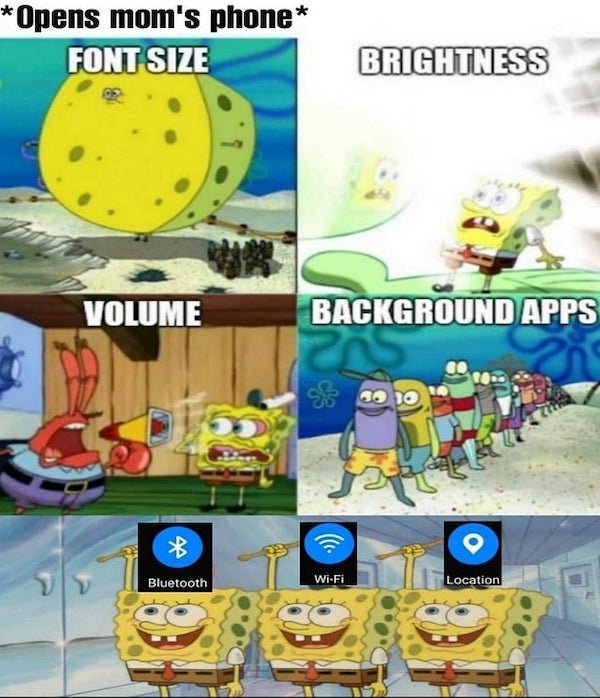 *Opens mom's phone*
FONT SIZE
BRIGHTNESS
VOLUME
BACKGROUND APPS
Bluetooth
Wi-Fi
Location